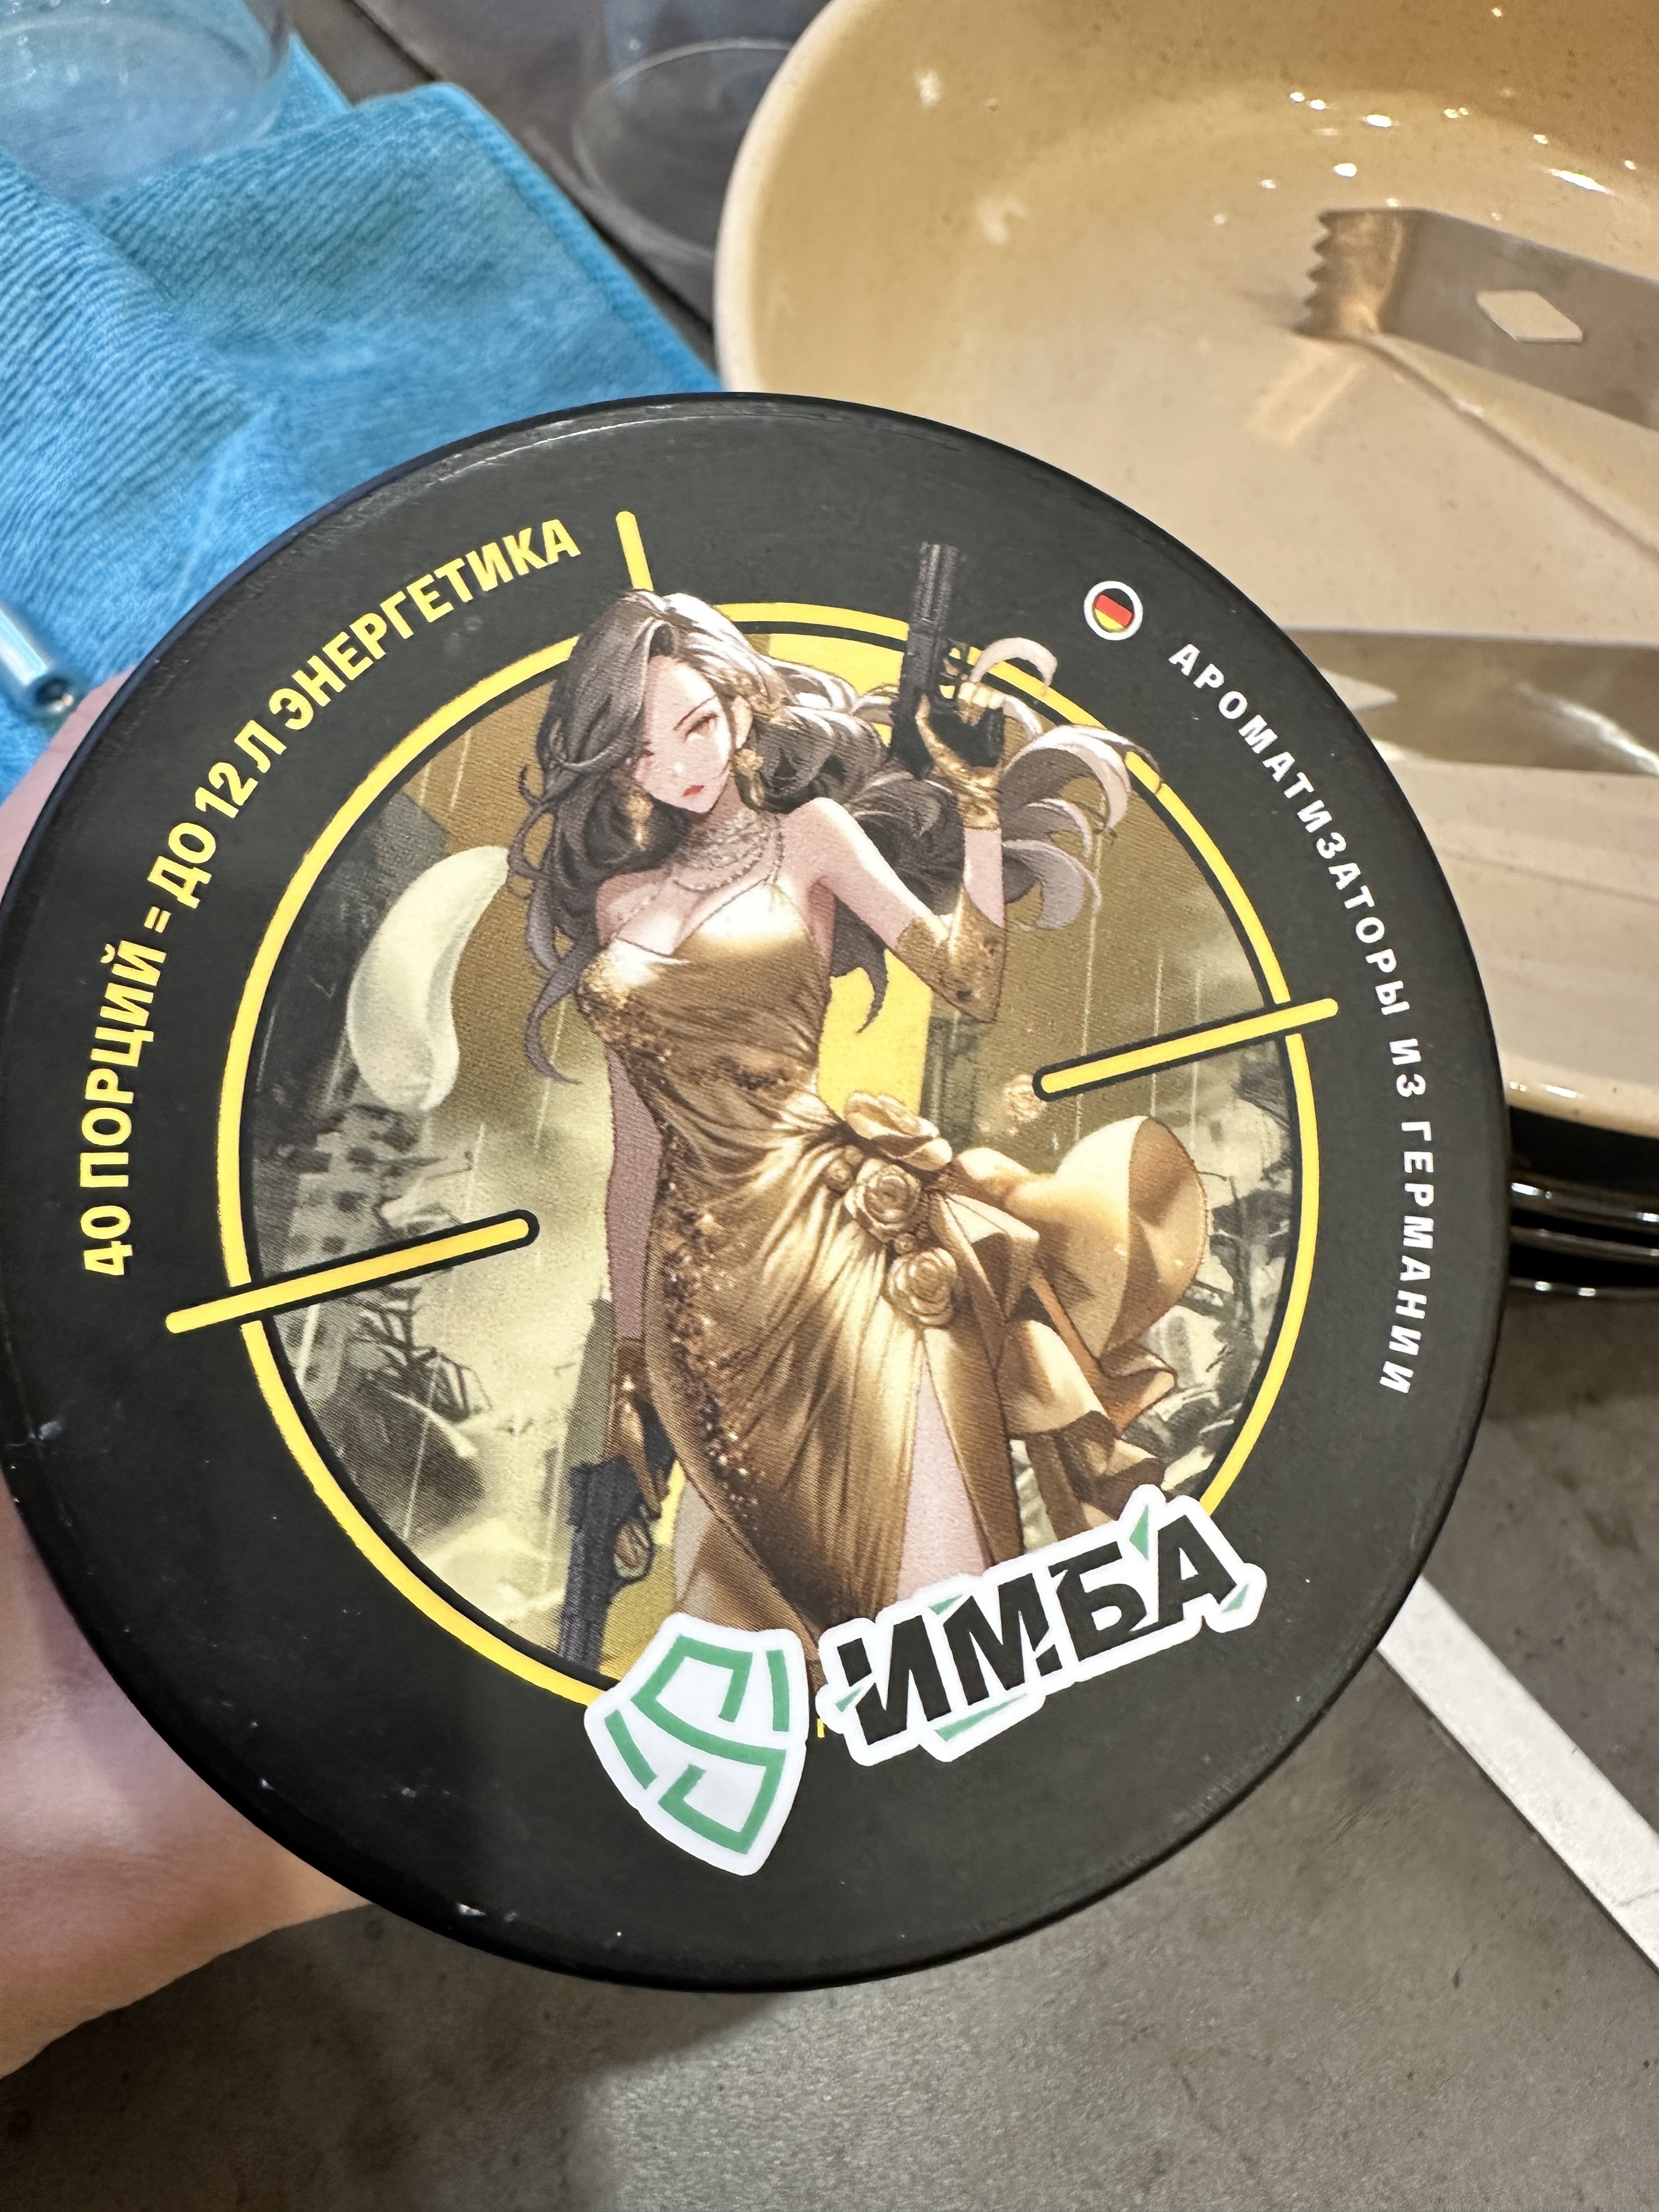 40 ПОРЦИЙ = ДО 12 Л ЭНЕРГЕТИКА
АРОМАТИЗАТОРЫ ИЗ ГЕРМАНИИ
ИМБА